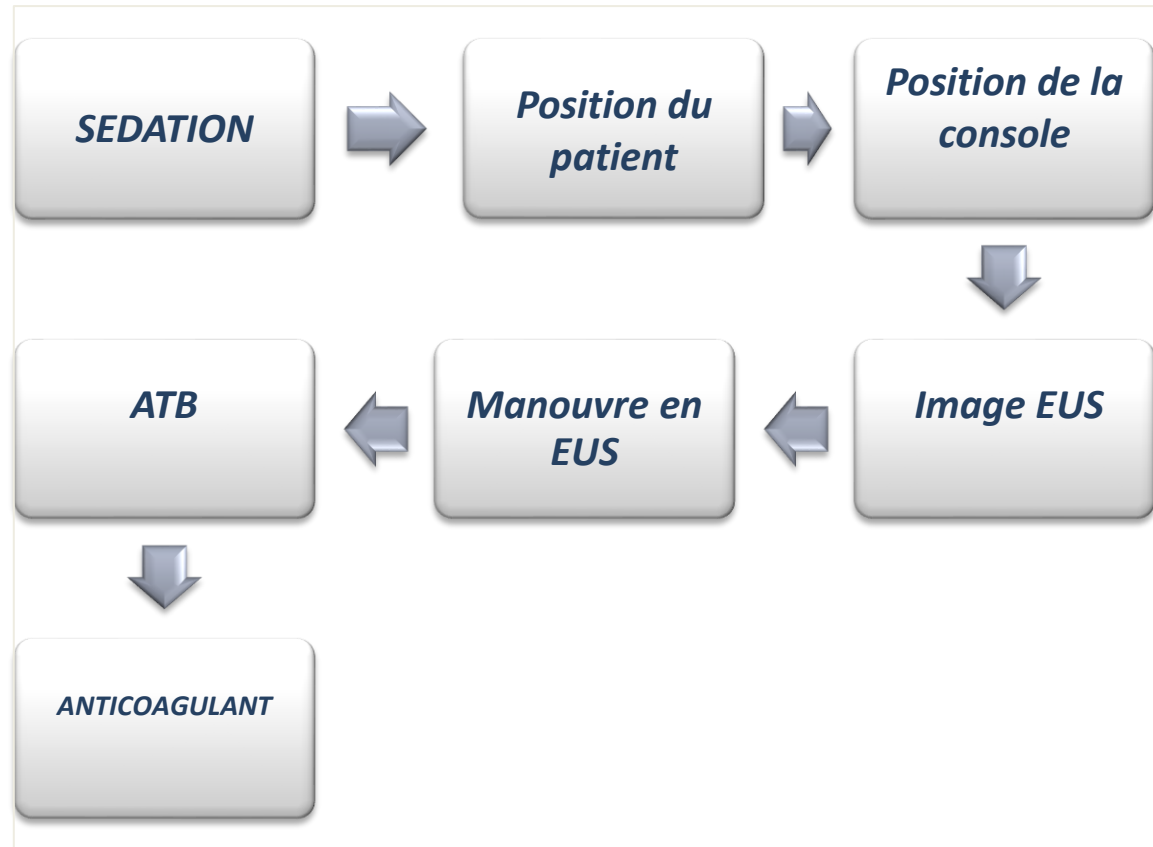 SEDATION
Position du
patient
Position de la
console
Image EUS
Manouvre en
EUS
ATB
ANTICOAGULANT